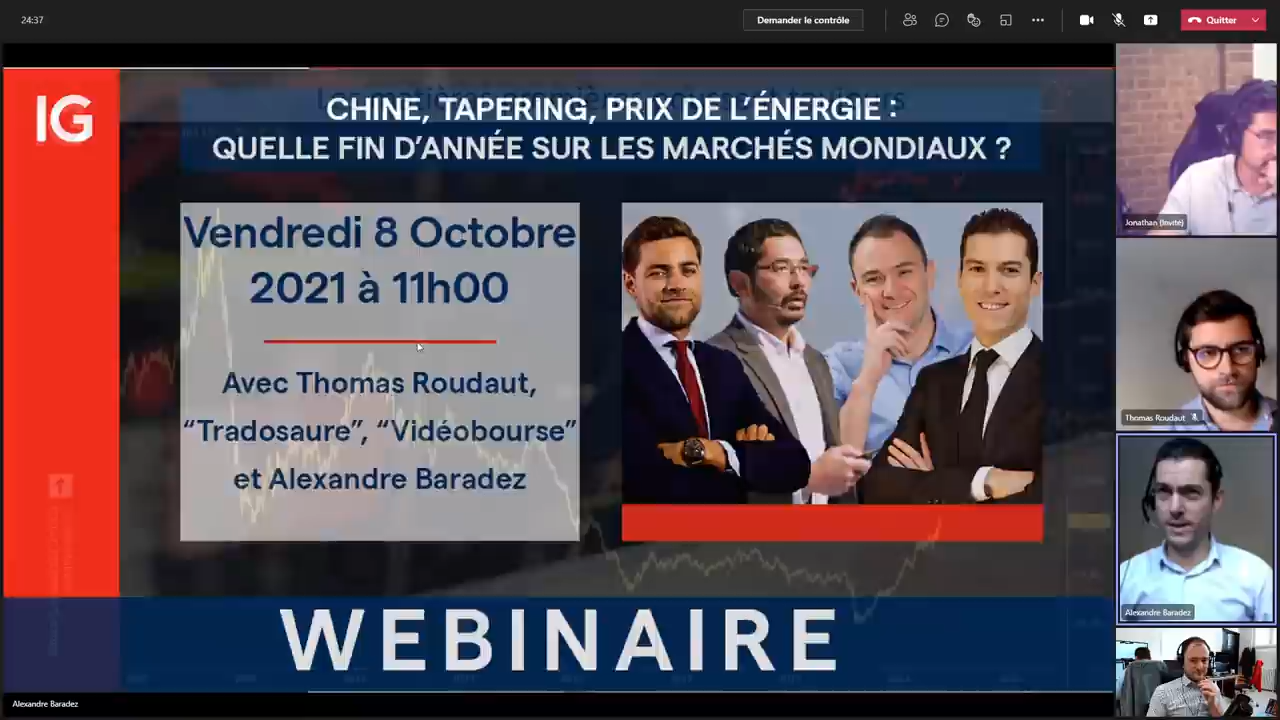 24:37
Demander le contrôle
Quitter
IG
CHINE, TAPERING, PRIX DE L'ÉNERGIE :
QUELLE FIN D'ANNÉE SUR LES MARCHÉS MONDIAUX ?
Vendredi 8 Octobre
2021 à 11h00
Avec Thomas Roudaut,
“Tradosaure”, “Vidéobourse”
et Alexandre Baradez
WEBINAIRE
Jonathan (Invité)
Thomas Roudaut
Alexandre Baradez
Alexandre Baradez